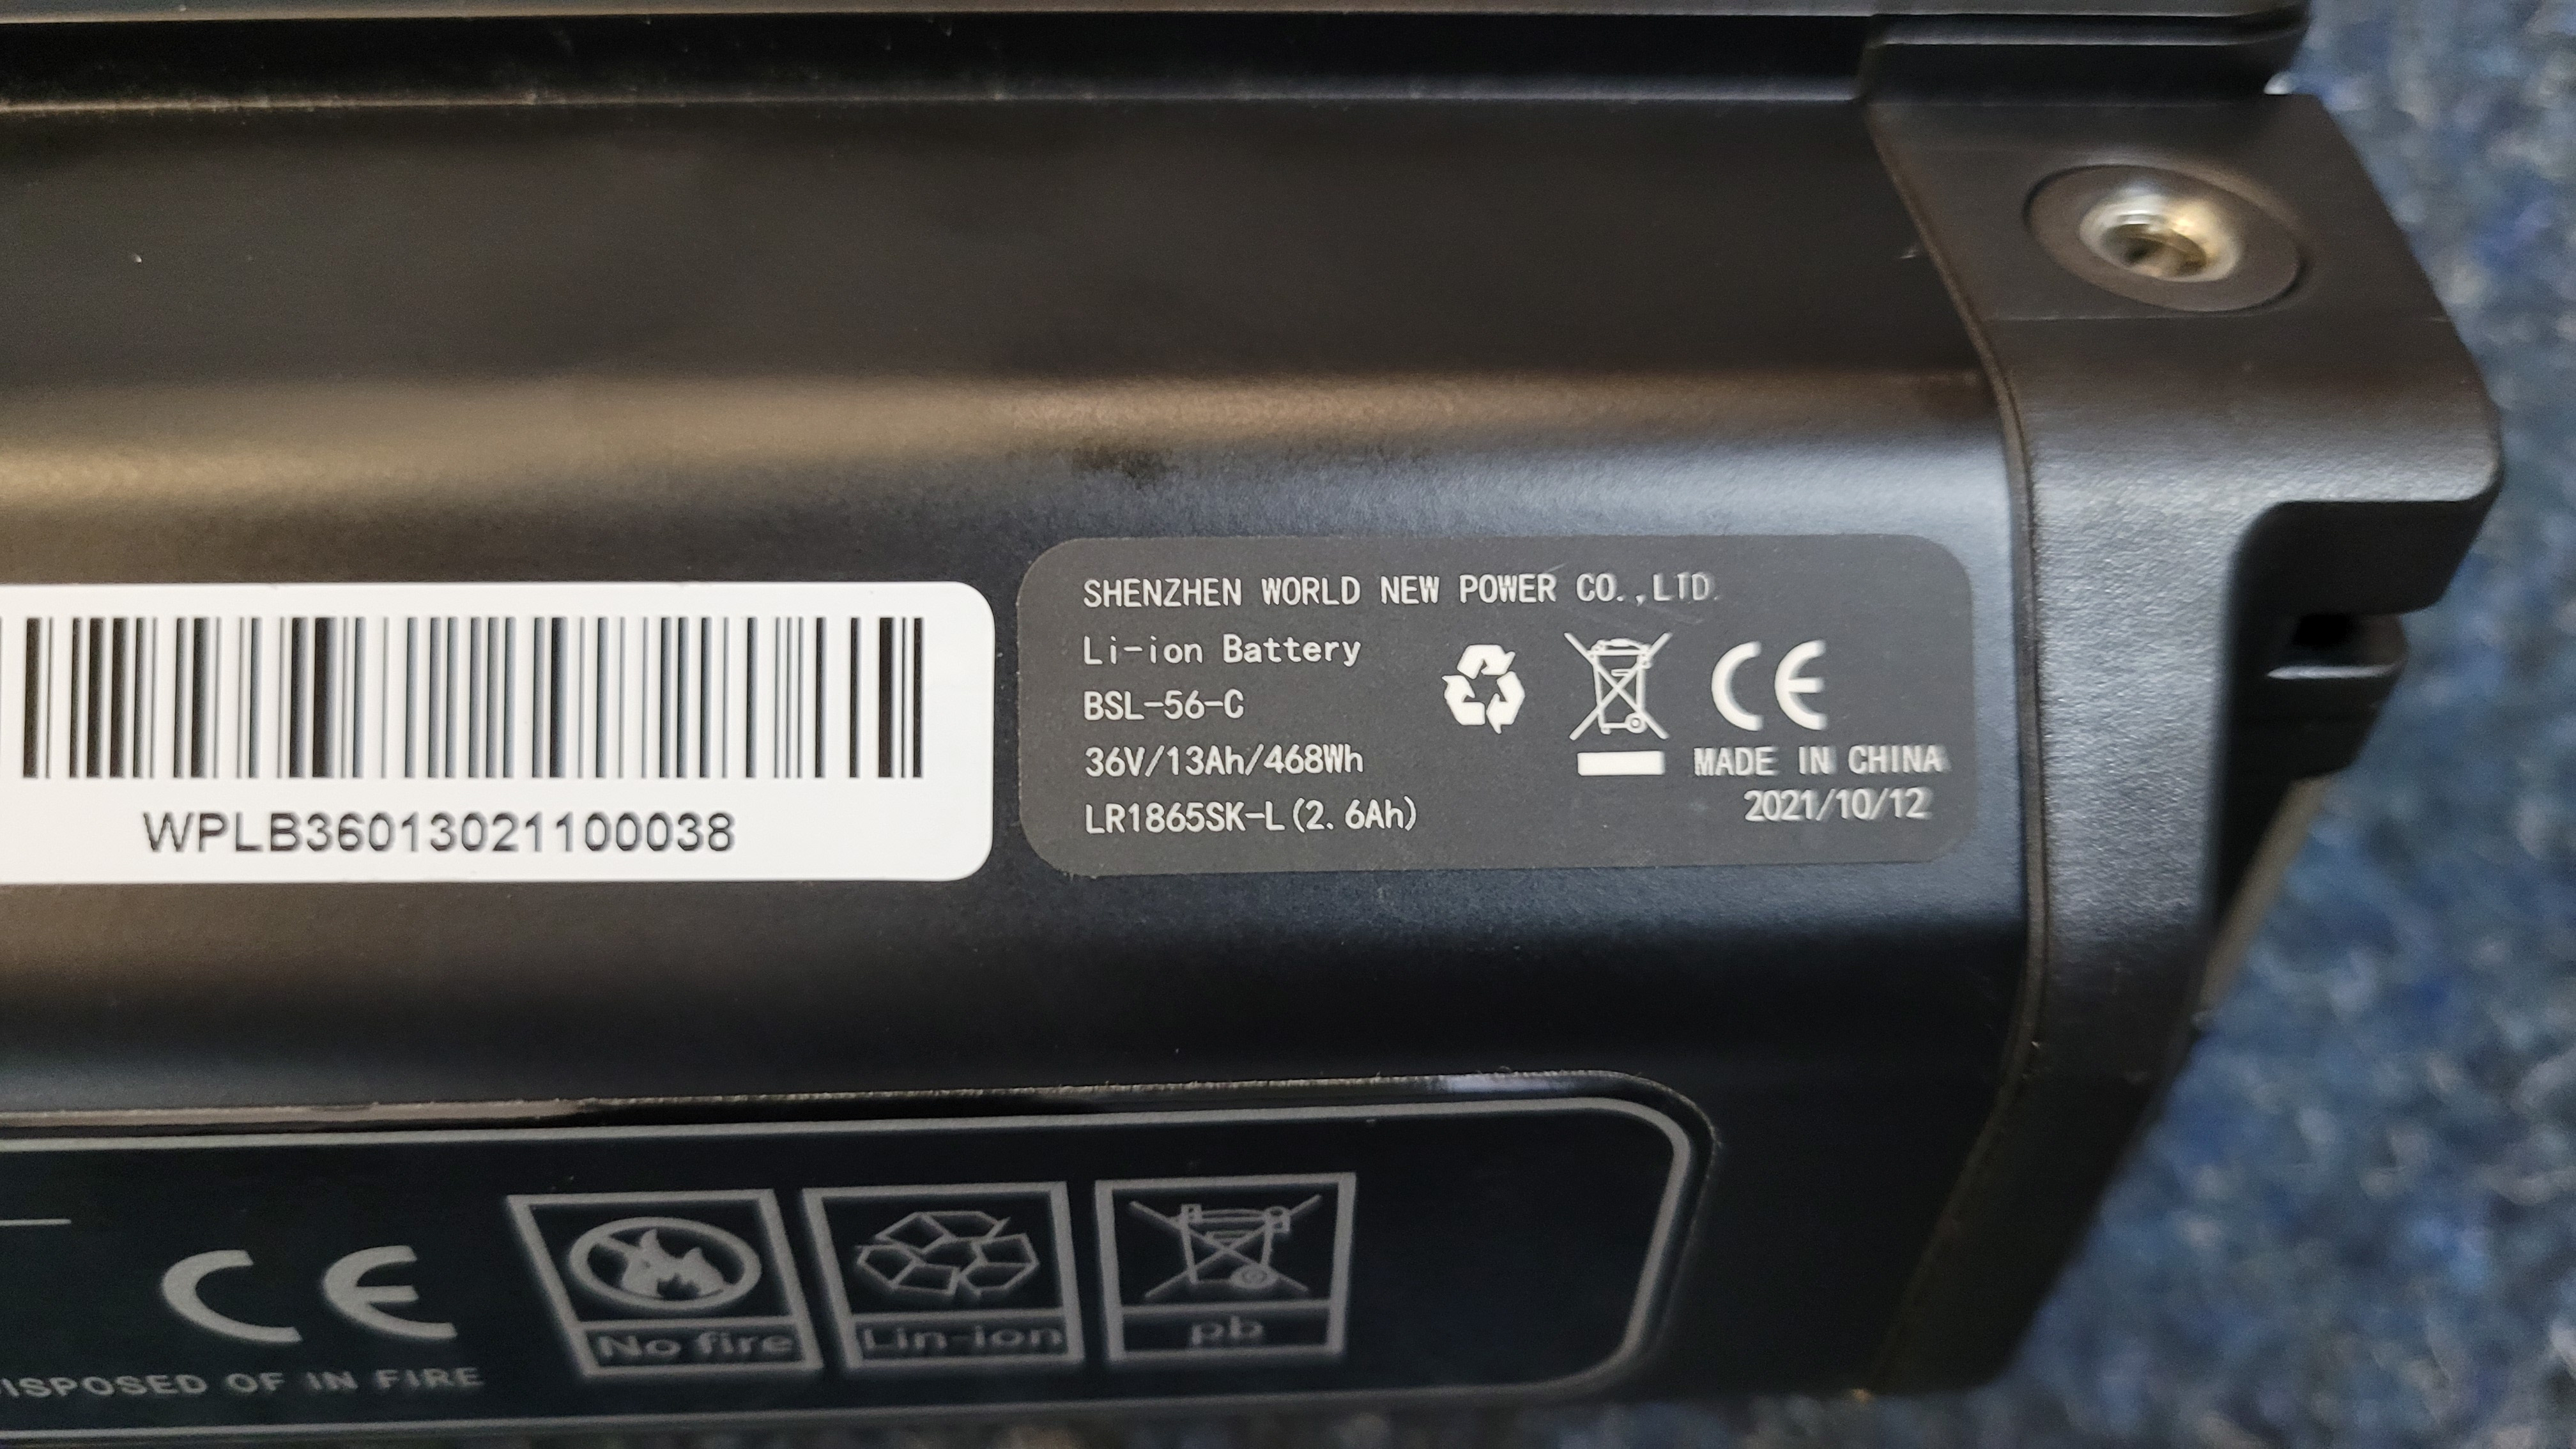 SHENZHEN WORLD NEW POWER CO.,LTD.
Li-ion Battery
BSL-56-C
36V/13Ah/468Wh
LR1865SK-L(2.6Ah)
CE
MADE IN CHINA
2021/10/12
WPLB36013021100038
CE
No fire
Lin-ion
pb
ISPOSED OF IN FIRE